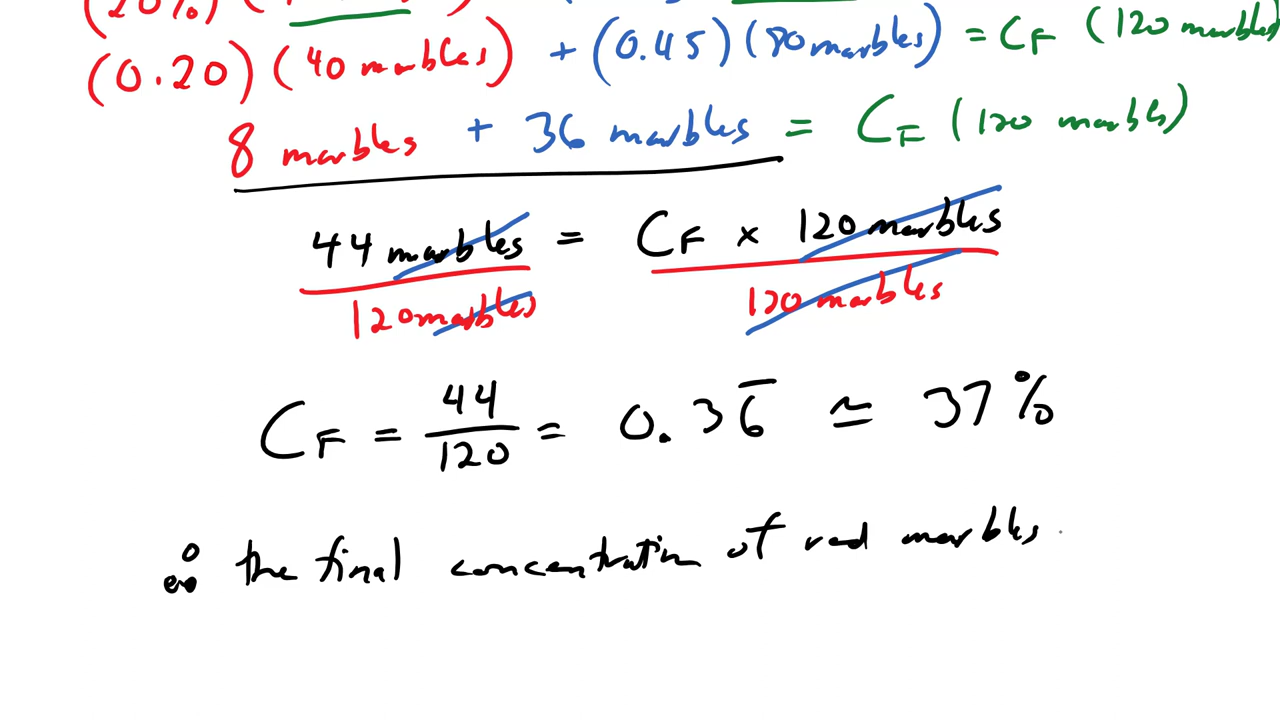 (20%)
(0.20)(40 marbles) + (0.45)(80 marbles) = CF (120 marbles)
8 marbles + 36 marbles = CF (120 marbles)
44 marbles = CF x 120 marbles
120 marbles 120 marbles
CF = 44/120 = 0.36̅ ≃ 37%
∴ the final concentration of red marbles